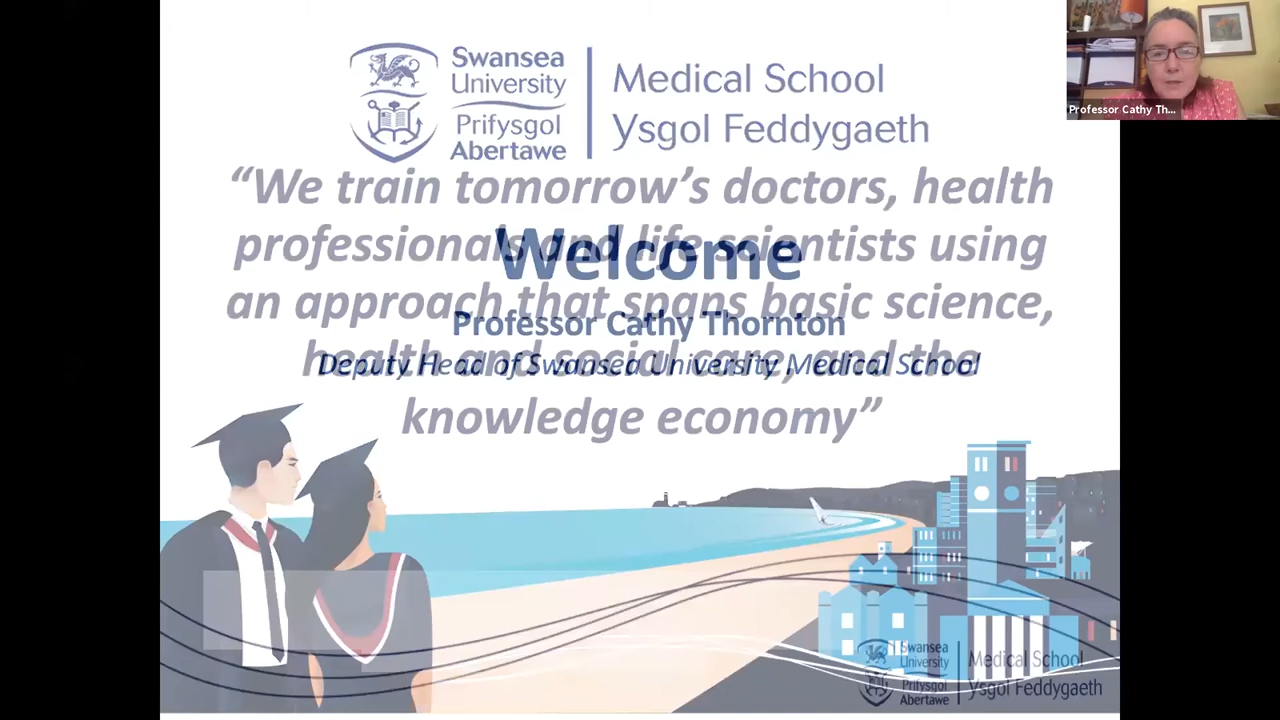 Swansea
University
Prifysgol
Abertawe
Medical School
Ysgol Feddygaeth
Professor Cathy Th...
“We train tomorrow’s doctors, health
professionals and life scientists using
an approach that spans basic science,
health and social care, and the
knowledge economy”
Welcome
Professor Cathy Thornton
Deputy Head of Swansea University Medical School
Swansea
University
Prifysgol
Abertawe
Medical School
Ysgol Feddygaeth